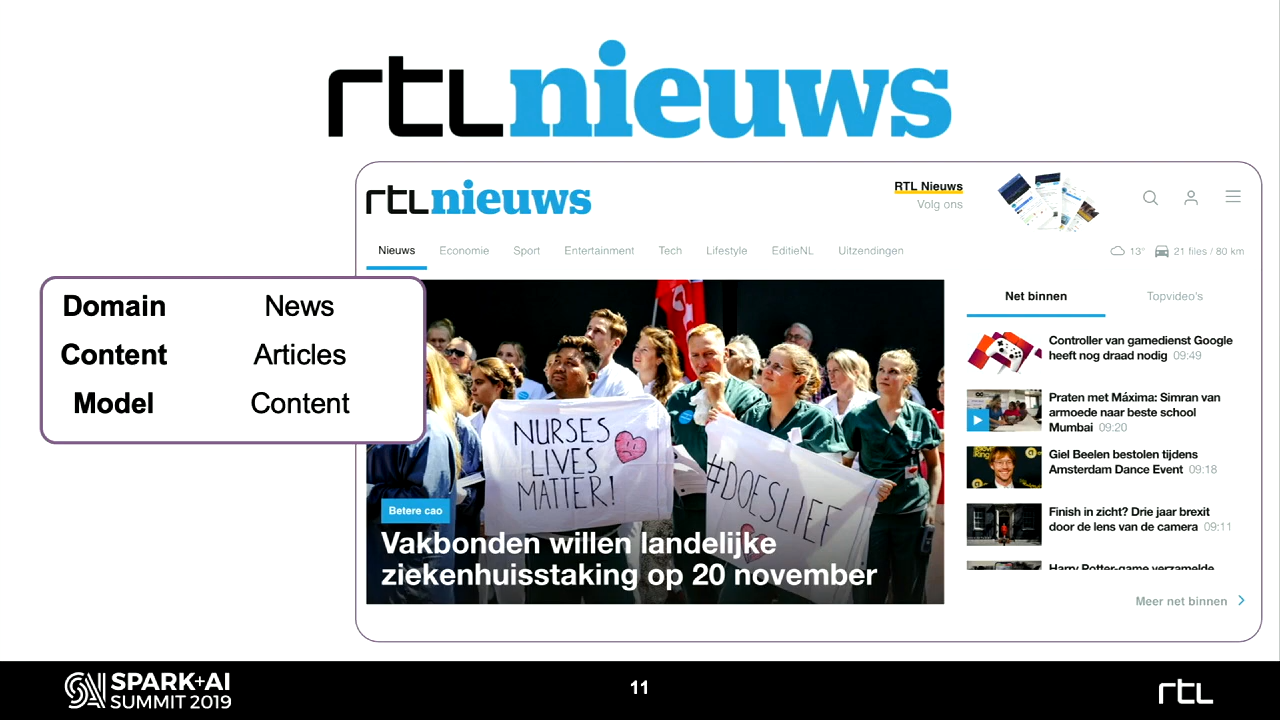 rtlnieuws
rtlnieuws
RTL Nieuws
Volg ons
Nieuws Economie Sport Entertainment Tech Lifestyle EditieNL Uitzendingen
13° 21 files / 80 km
Domain News
Content Articles
Model Content
NURSES
LIVES
MATTER!
#DOESLIEF
Betere cao
Vakbonden willen landelijke
ziekenhuisstaking op 20 november
Net binnen Topvideo's
Controller van gamedienst Google
heeft nog draad nodig 09:49
Praten met Máxima: Simran van
armoede naar beste school
Mumbai 09:20
Giel Beelen bestolen tijdens
Amsterdam Dance Event 09:18
Finish in zicht? Drie jaar brexit
door de lens van de camera 09:11
Harry Potter-game verzamelde
Meer net binnen
SPARK+AI
SUMMIT 2019
11
rtl